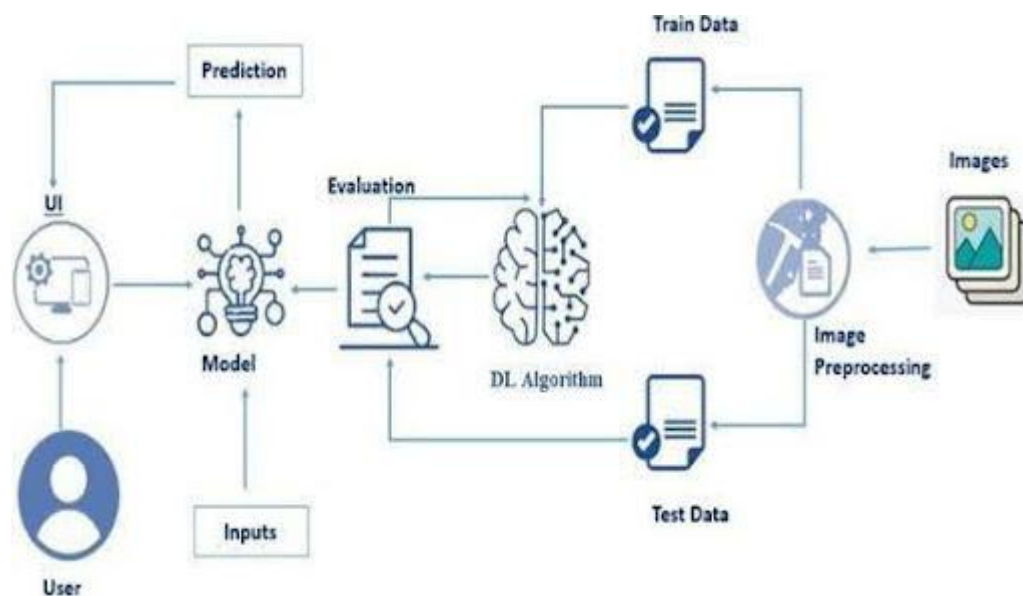 Train Data
Prediction
Images
Evaluation
UI
Model
Image
Preprocessing
DL Algorithm
Inputs
Test Data
User